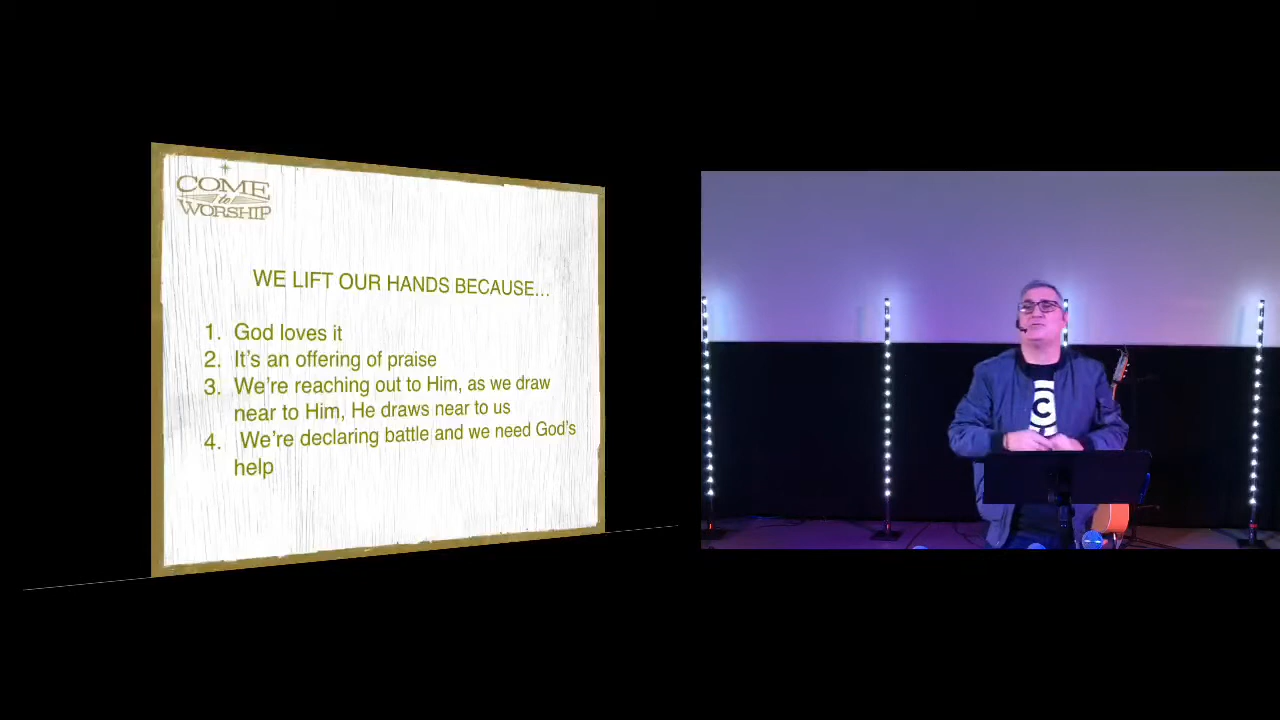 COME
to
WORSHIP
WE LIFT OUR HANDS BECAUSE...
1. God loves it
2. It's an offering of praise
3. We're reaching out to Him, as we draw
near to Him, He draws near to us
4. We're declaring battle and we need God's
help
C